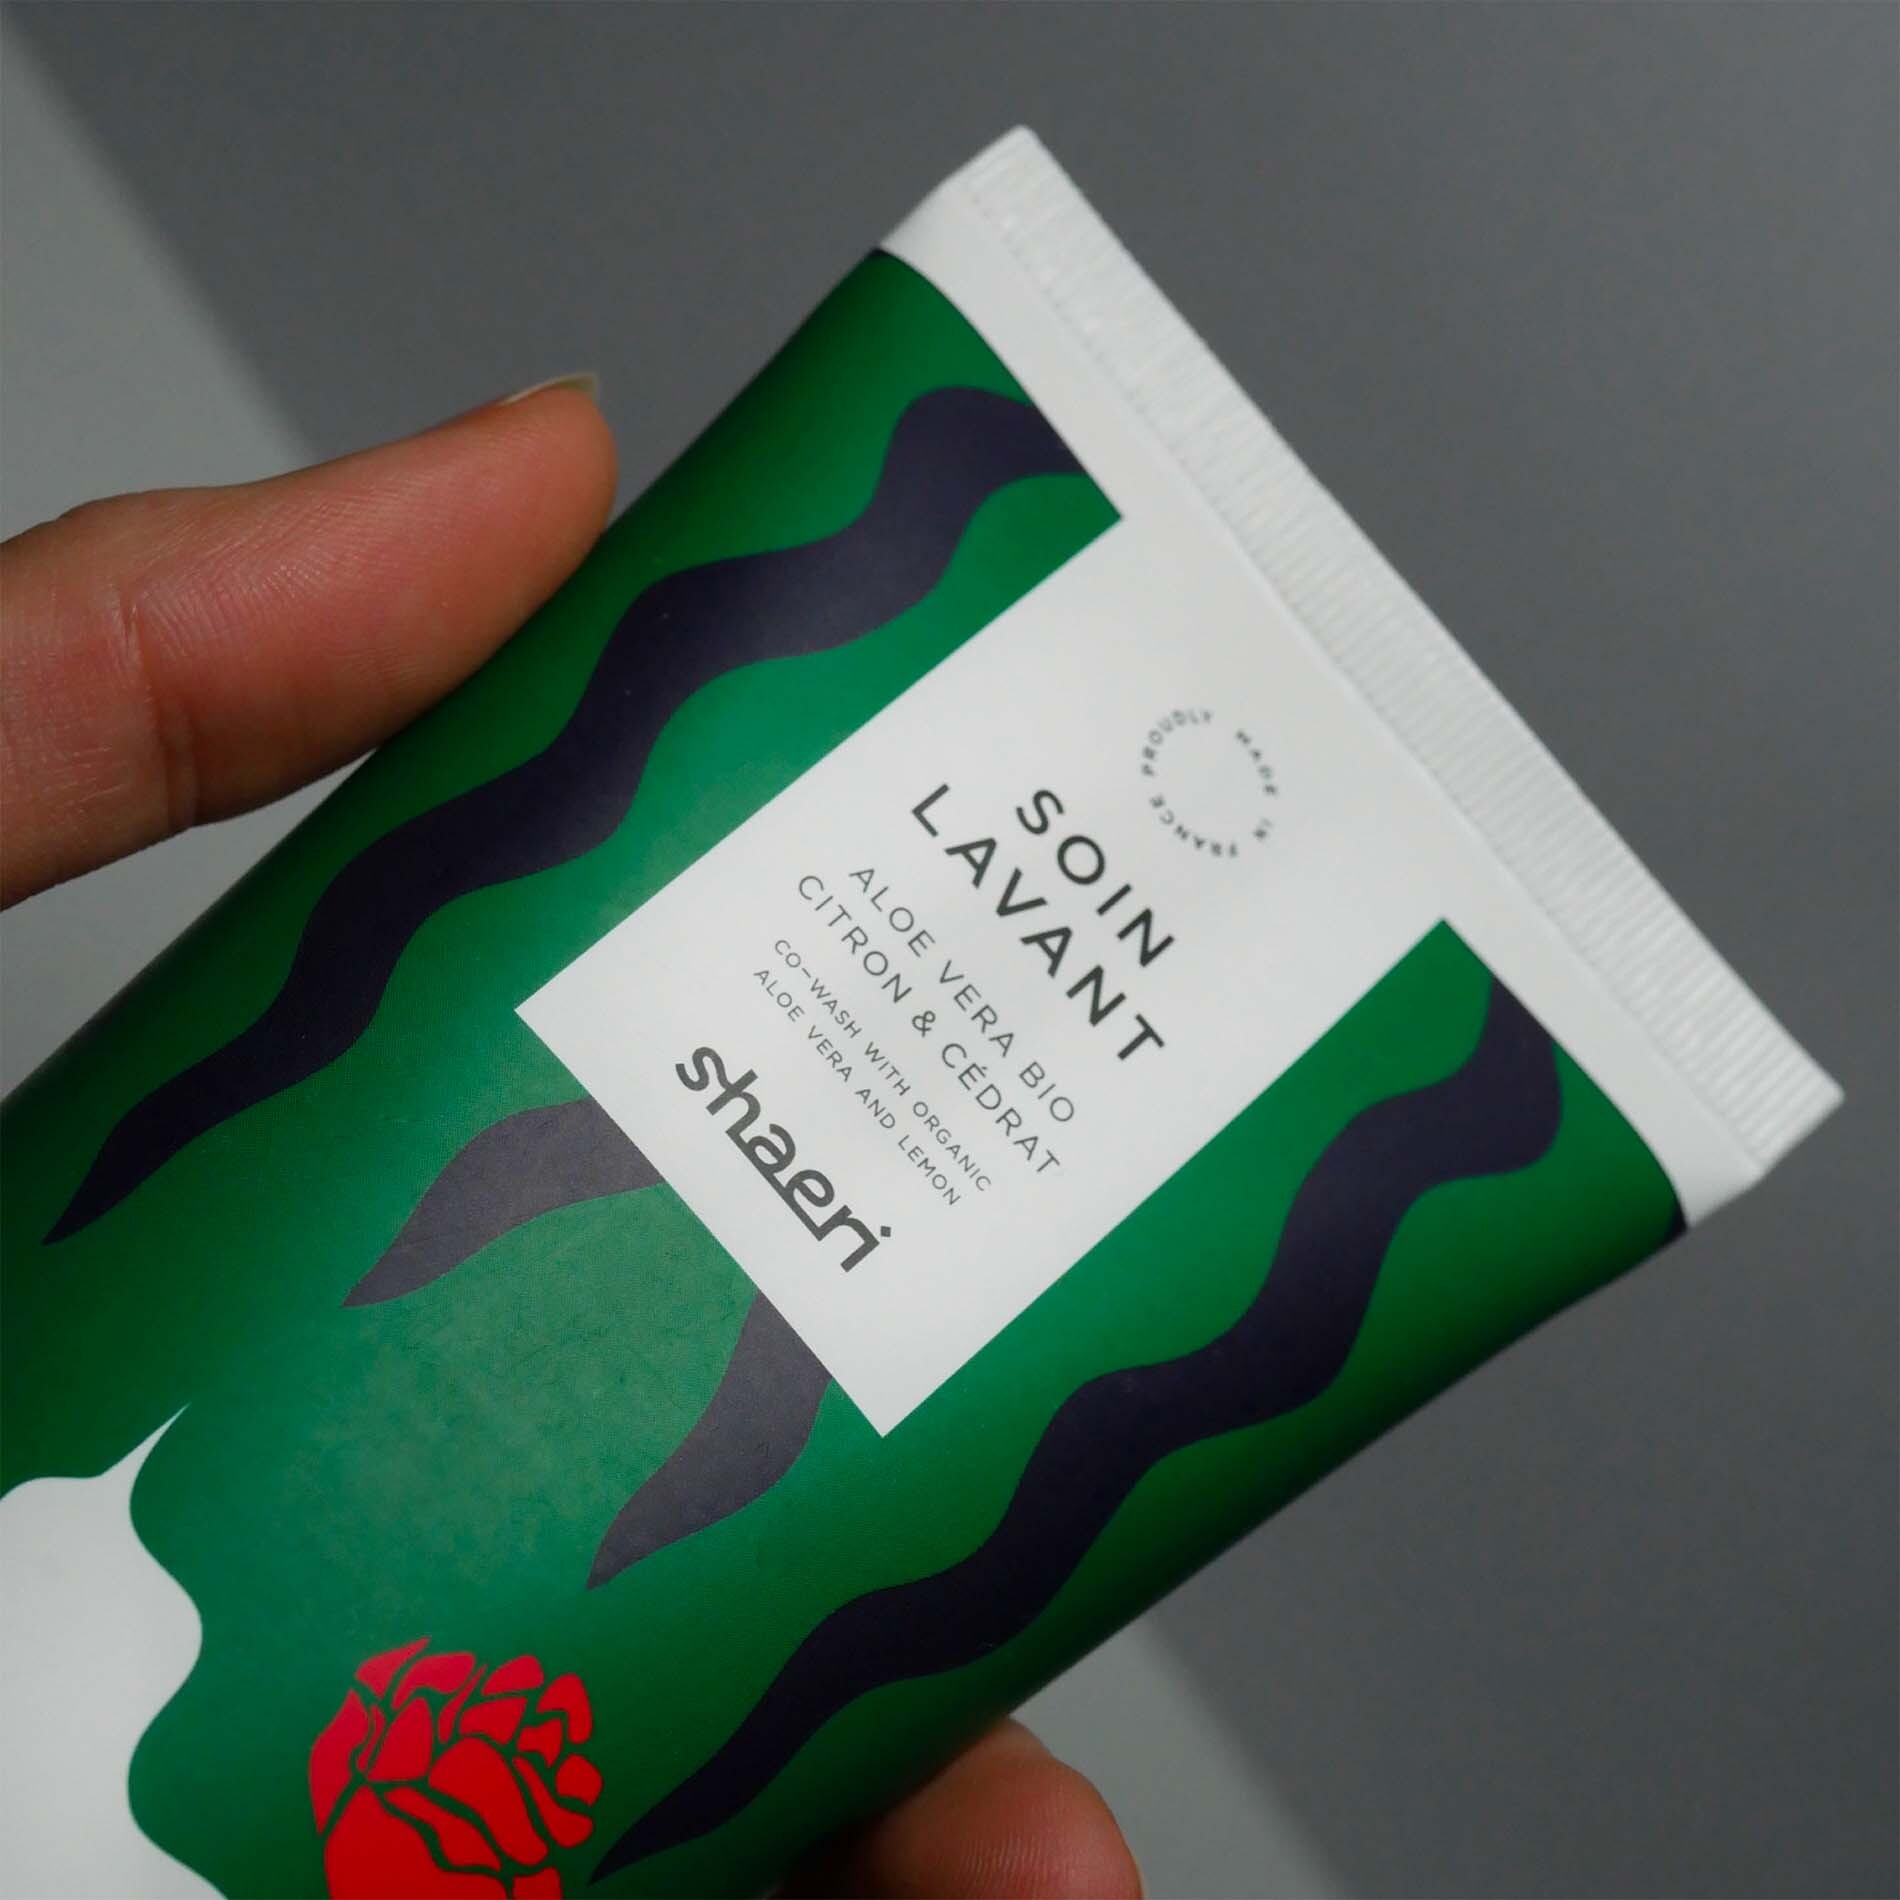 PROUDLY MADE IN FRANCE
SOIN
LAVANT
ALOE VERA BIO
CITRON & CÉDRAT
CO-WASH WITH ORGANIC
ALOE VERA AND LEMON
shaeri